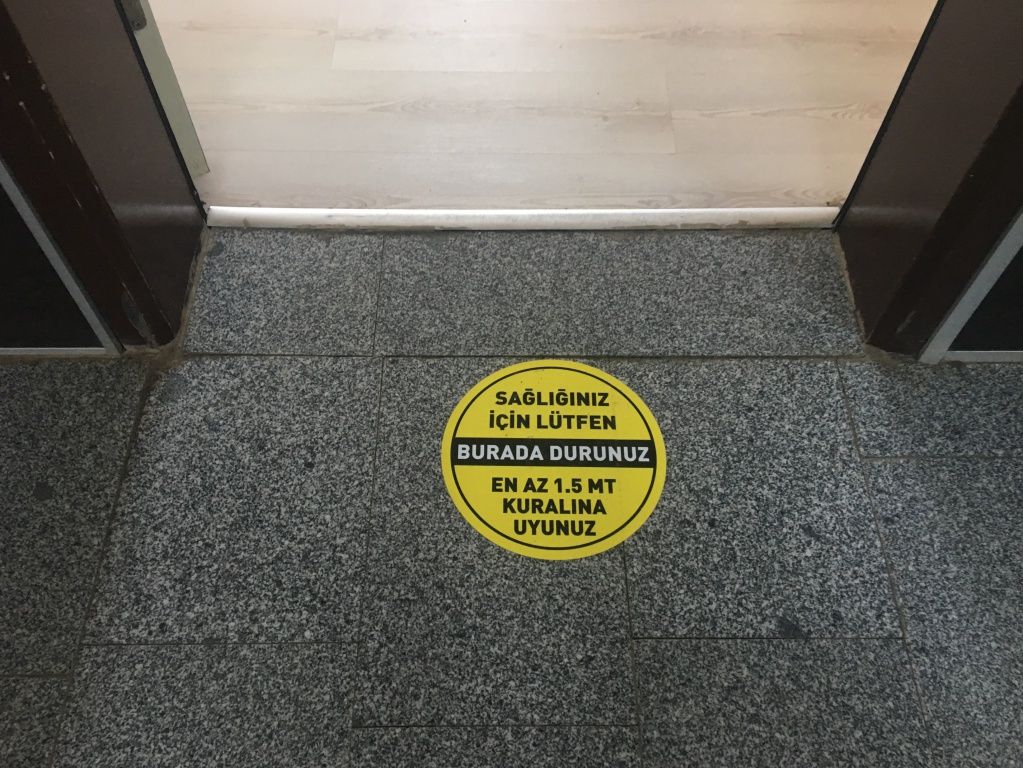 SAĞLIĞINIZ
İÇİN LÜTFEN
BURADA DURUNUZ
EN AZ 1.5 MT
KURALINA
UYUNUZ